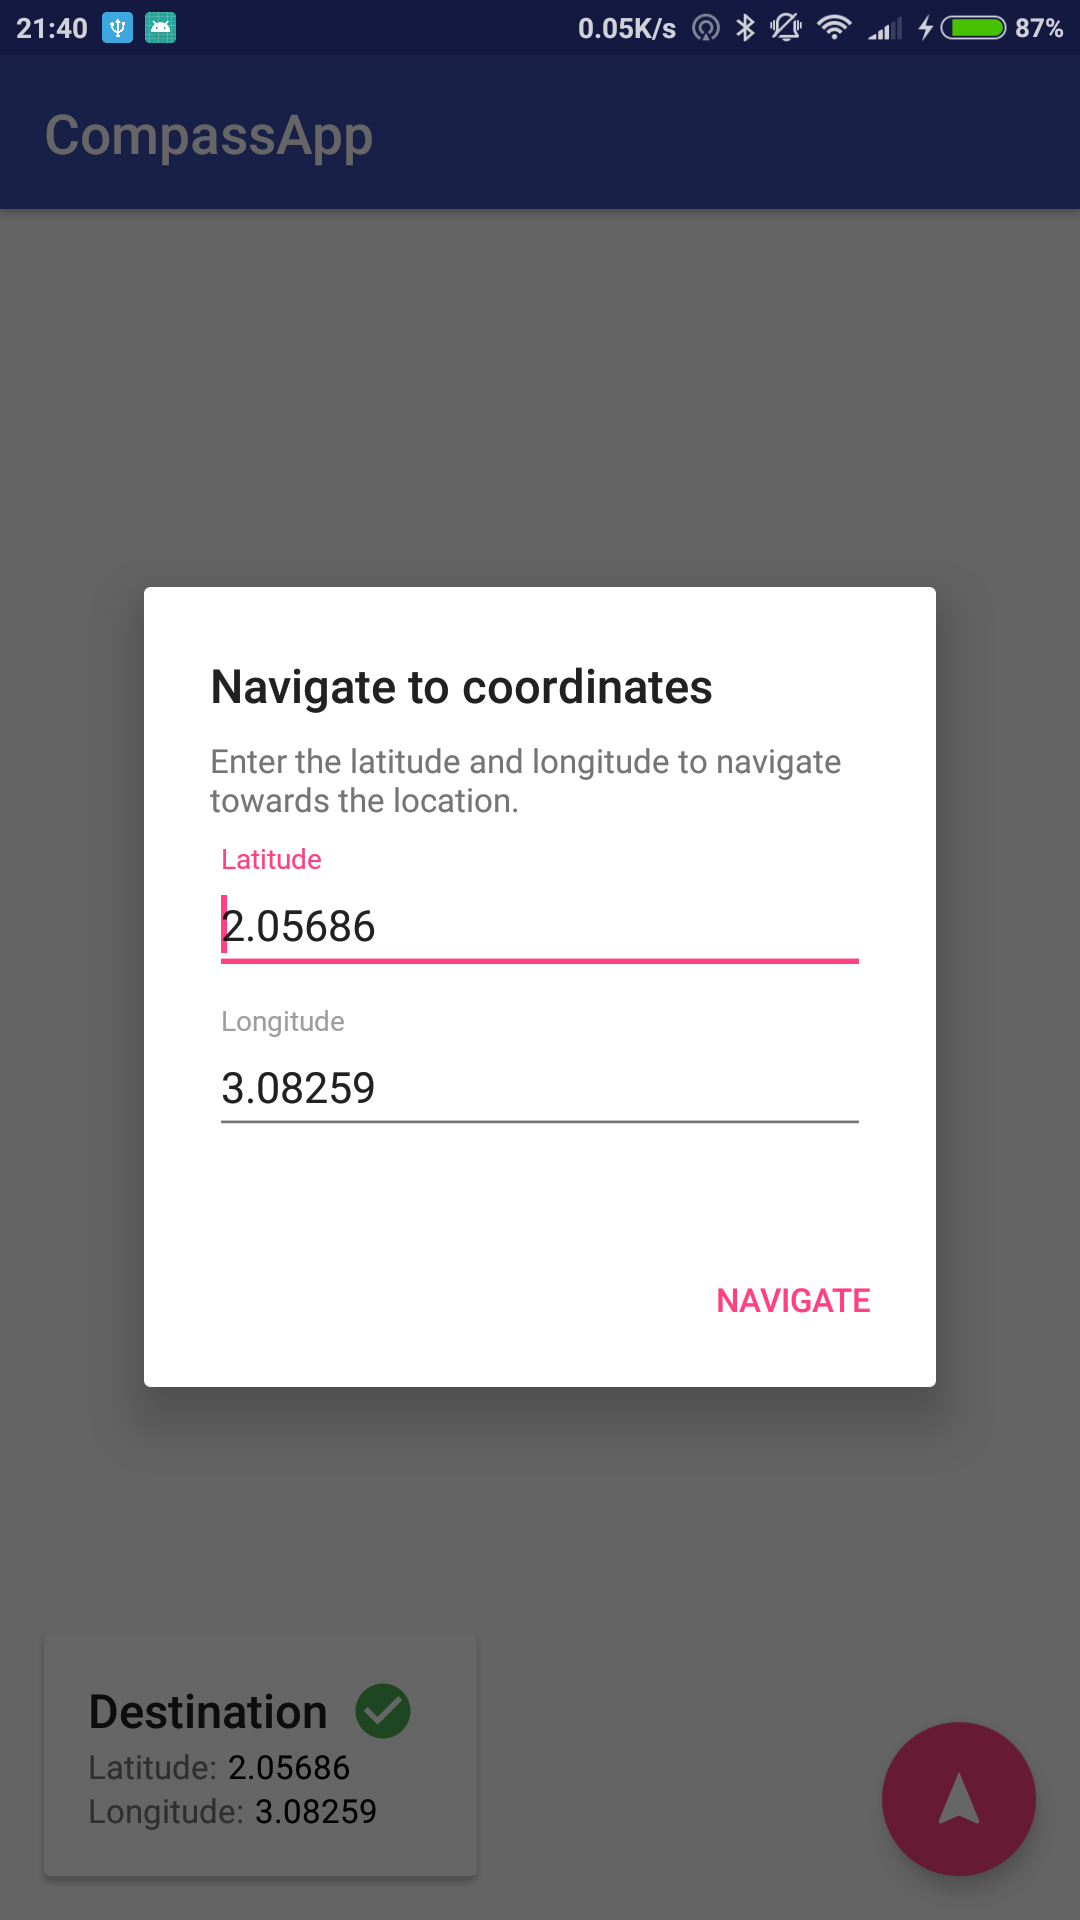 21:40 0.05K/s 87%
CompassApp
Navigate to coordinates
Enter the latitude and longitude to navigate
towards the location.
Latitude
2.05686
Longitude
3.08259
NAVIGATE
Destination
Latitude: 2.05686
Longitude: 3.08259